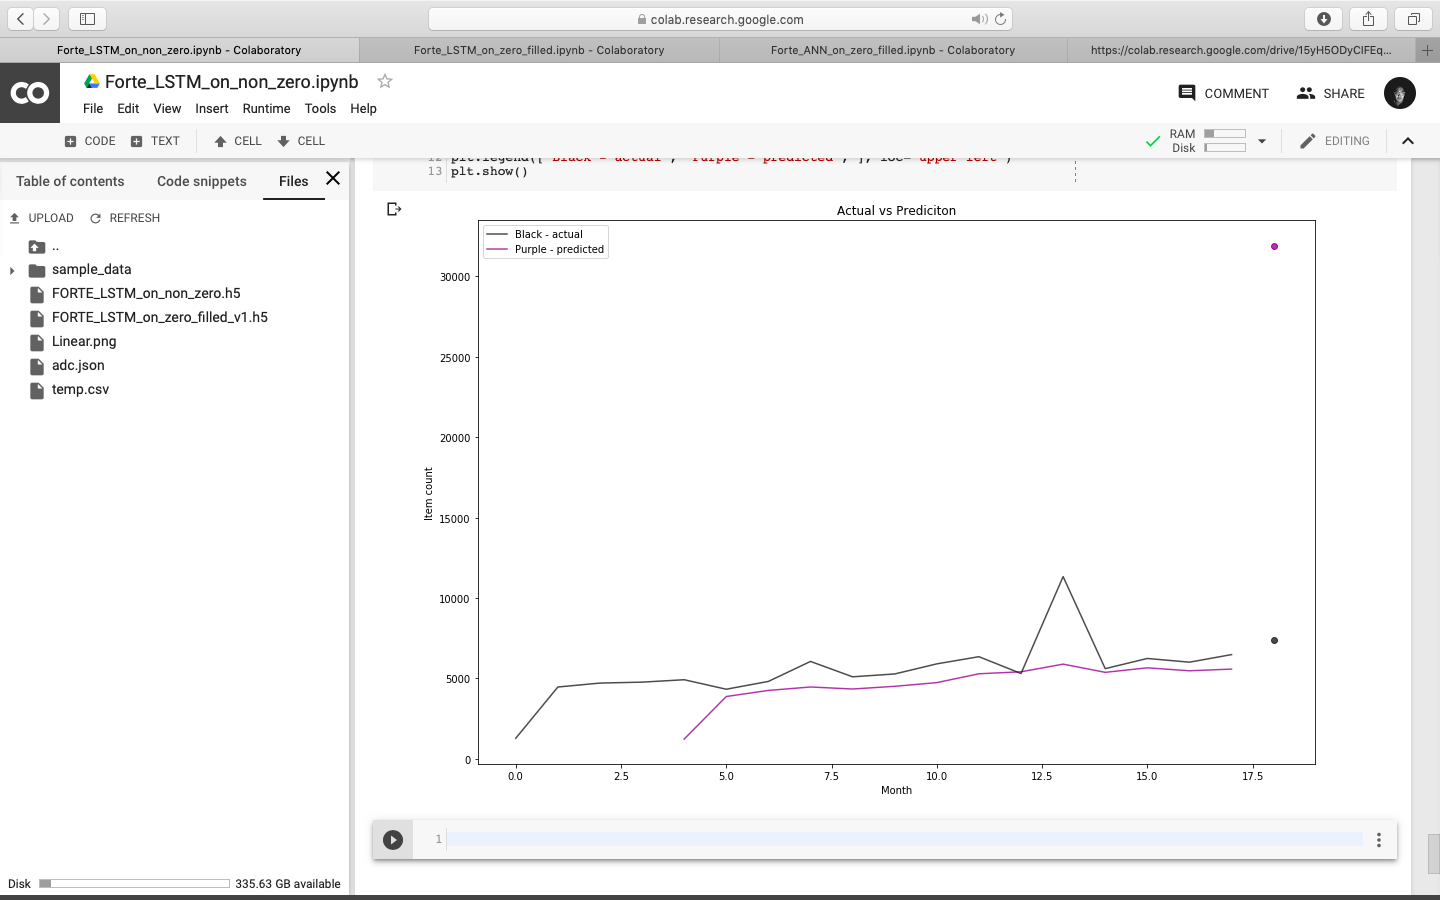 colab.research.google.com
Forte_LSTM_on_non_zero.ipynb - Colaboratory
Forte_LSTM_on_zero_filled.ipynb - Colaboratory
Forte_ANN_on_zero_filled.ipynb - Colaboratory
https://colab.research.google.com/drive/15yH5ODyCIFEq...
CO
Forte_LSTM_on_non_zero.ipynb
File Edit View Insert Runtime Tools Help
COMMENT
SHARE
CODE TEXT CELL CELL
RAM
Disk
EDITING
Table of contents Code snippets Files
UPLOAD REFRESH
..
sample_data
FORTE_LSTM_on_non_zero.h5
FORTE_LSTM_on_zero_filled_v1.h5
Linear.png
adc.json
temp.csv
Disk 335.63 GB available
12 plt.legend(['Black - actual', 'Purple - predicted', ], loc='upper left')
13 plt.show()
Actual vs Prediciton
Black - actual
Purple - predicted
30000
25000
20000
15000
10000
5000
0
Item count
0.0 2.5 5.0 7.5 10.0 12.5 15.0 17.5
Month
1